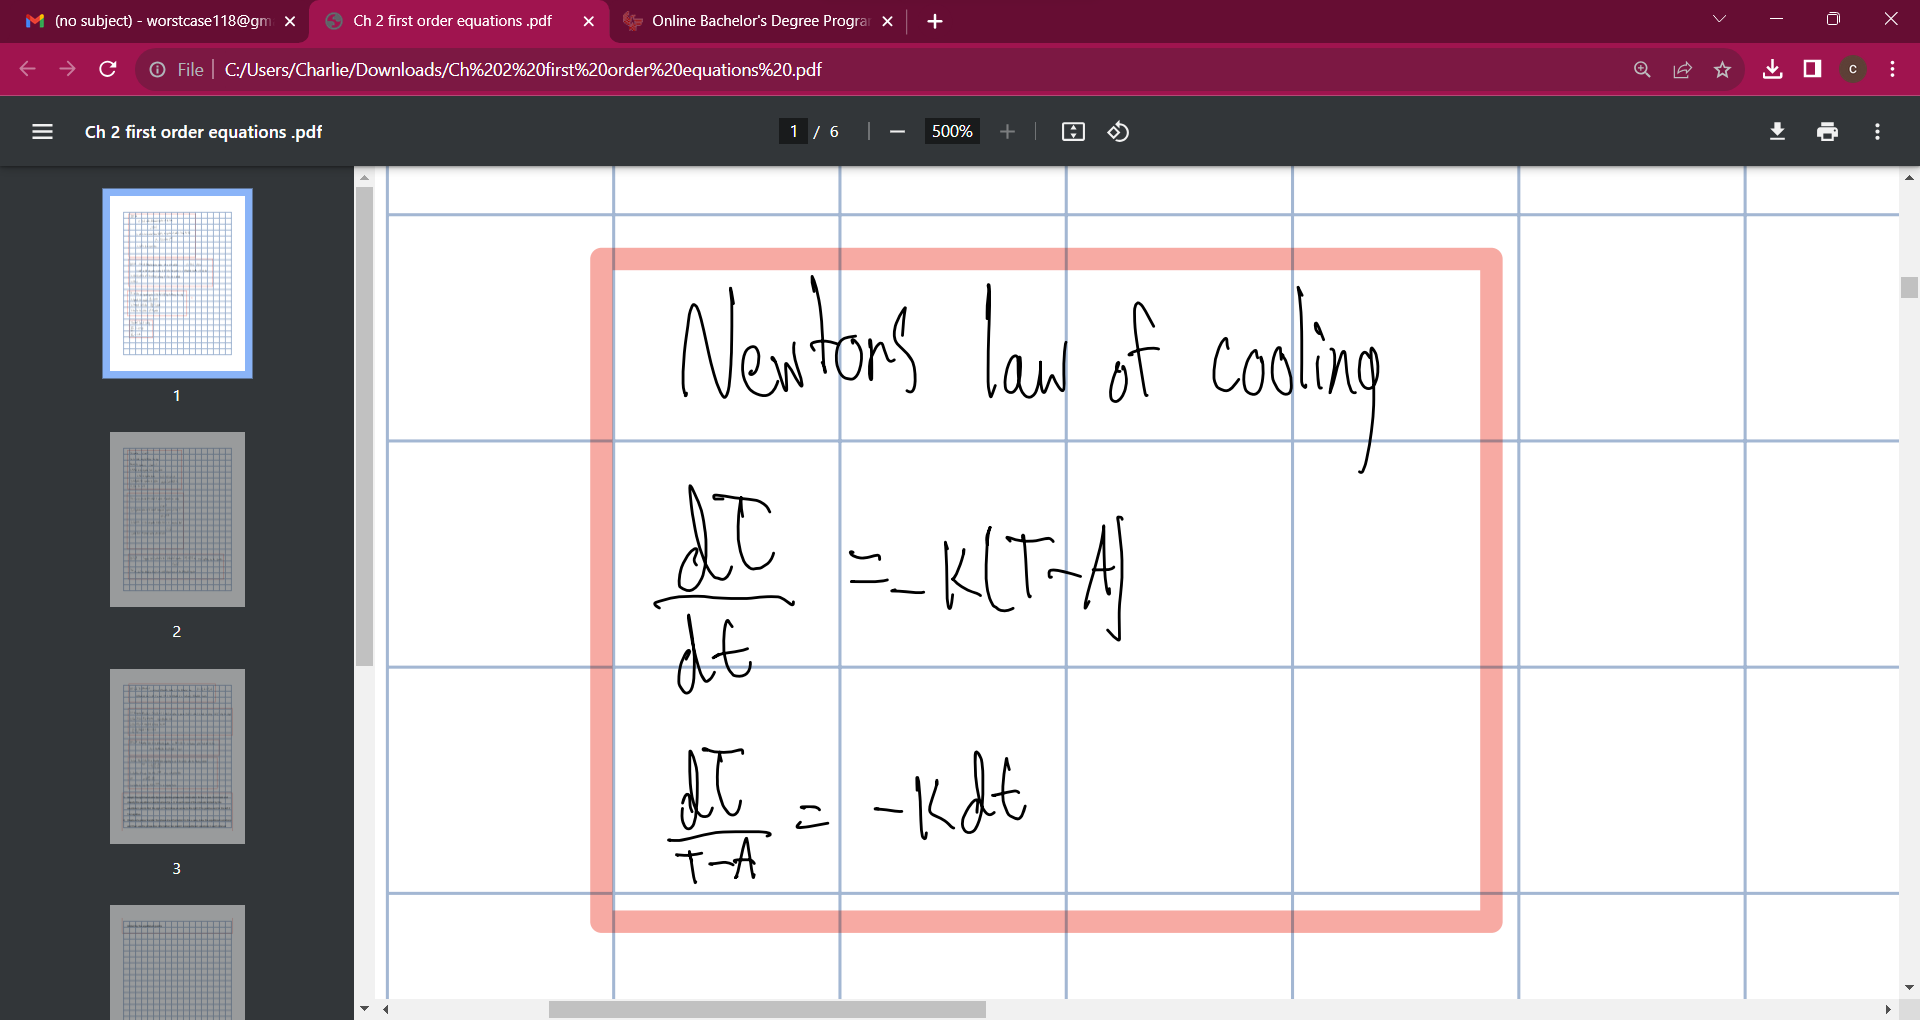 (no subject) - worstcase118@gm
Ch 2 first order equations .pdf
Online Bachelor's Degree Progra
File
C:/Users/Charlie/Downloads/Ch%202%20first%20order%20equations%20.pdf
c
Ch 2 first order equations .pdf
1 / 6
500%
Newtons law of cooling
dT/dt = -K(T-A)
dT/T-A = -Kdt
1
2
3